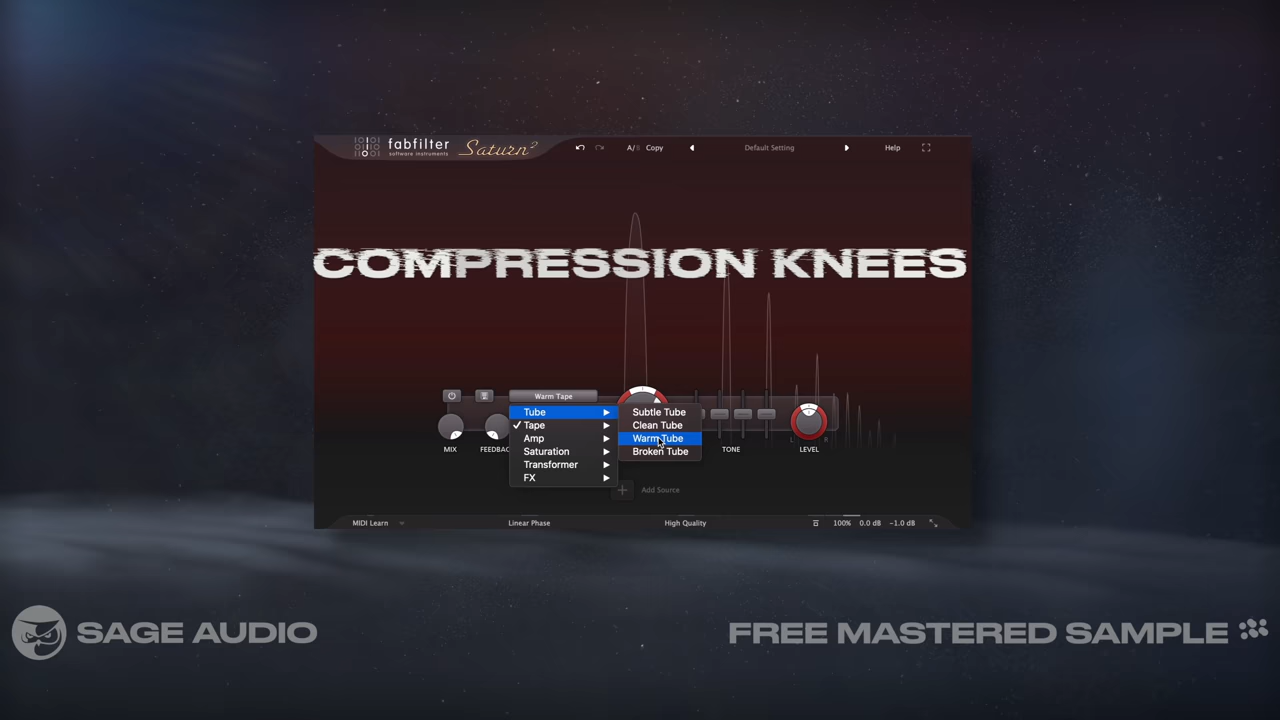 fabfilter
software instruments
Saturn2
A/B Copy
Default Setting
Help
COMPRESSION KNEES
Warm Tape
Tube
Tape
Amp
Saturation
Transformer
FX
Subtle Tube
Clean Tube
Warm Tube
Broken Tube
MIX
FEEDBAC
TONE
L
R
LEVEL
Add Source
MIDI Learn
Linear Phase
High Quality
100% 0.0 dB -1.0 dB
SAGE AUDIO
FREE MASTERED SAMPLE